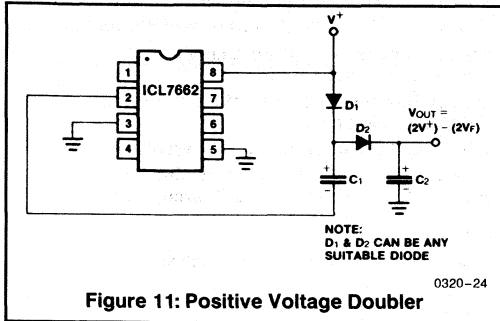 V+
1 8
ICL7662
2 7
3 6
4 5
D1
D2
VOUT =
(2V+) - (2VF)
+ C1 -
+ C2 -
NOTE:
D1 & D2 CAN BE ANY
SUITABLE DIODE
0320-24
Figure 11: Positive Voltage Doubler